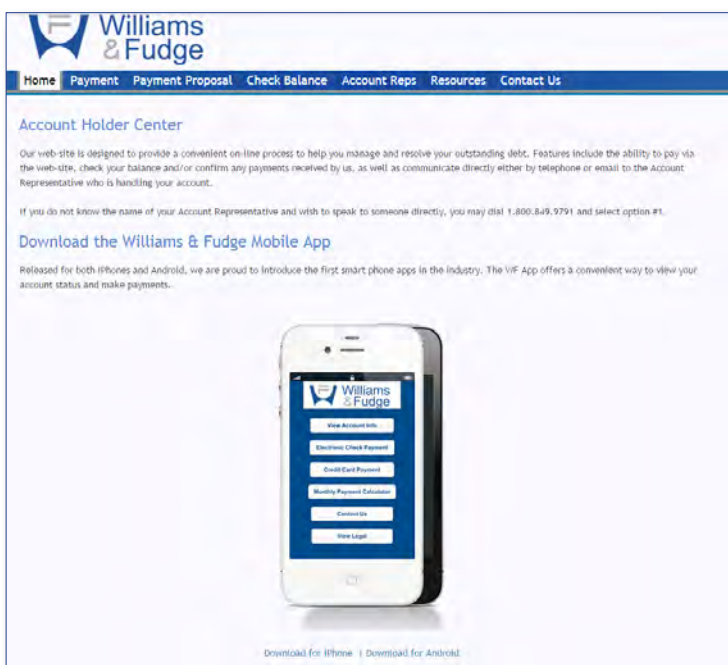 Williams
& Fudge
Home Payment Payment Proposal Check Balance Account Reps Resources Contact Us
Account Holder Center
Our web-site is designed to provide a convenient on-line process to help you manage and resolve your outstanding debt. Features include the ability to pay via
the web-site, check your balance and/or confirm any payments received by us, as well as communicate directly either by telephone or email to the Account
Representative who is handling your account.
If you do not know the name of your Account Representative and wish to speak to someone directly, you may dial 1.800.849.9791 and select option #1.
Download the Williams & Fudge Mobile App
Released for both iPhones and Android, we are proud to introduce the first smart phone apps in the industry. The WF App offers a convenient way to view your
account status and make payments.
Williams
& Fudge
View Account Info
Electronic Check Payment
Credit Card Payment
Monthly Payment Calculator
Contact Us
View Legal
Download for iPhone | Download for Android